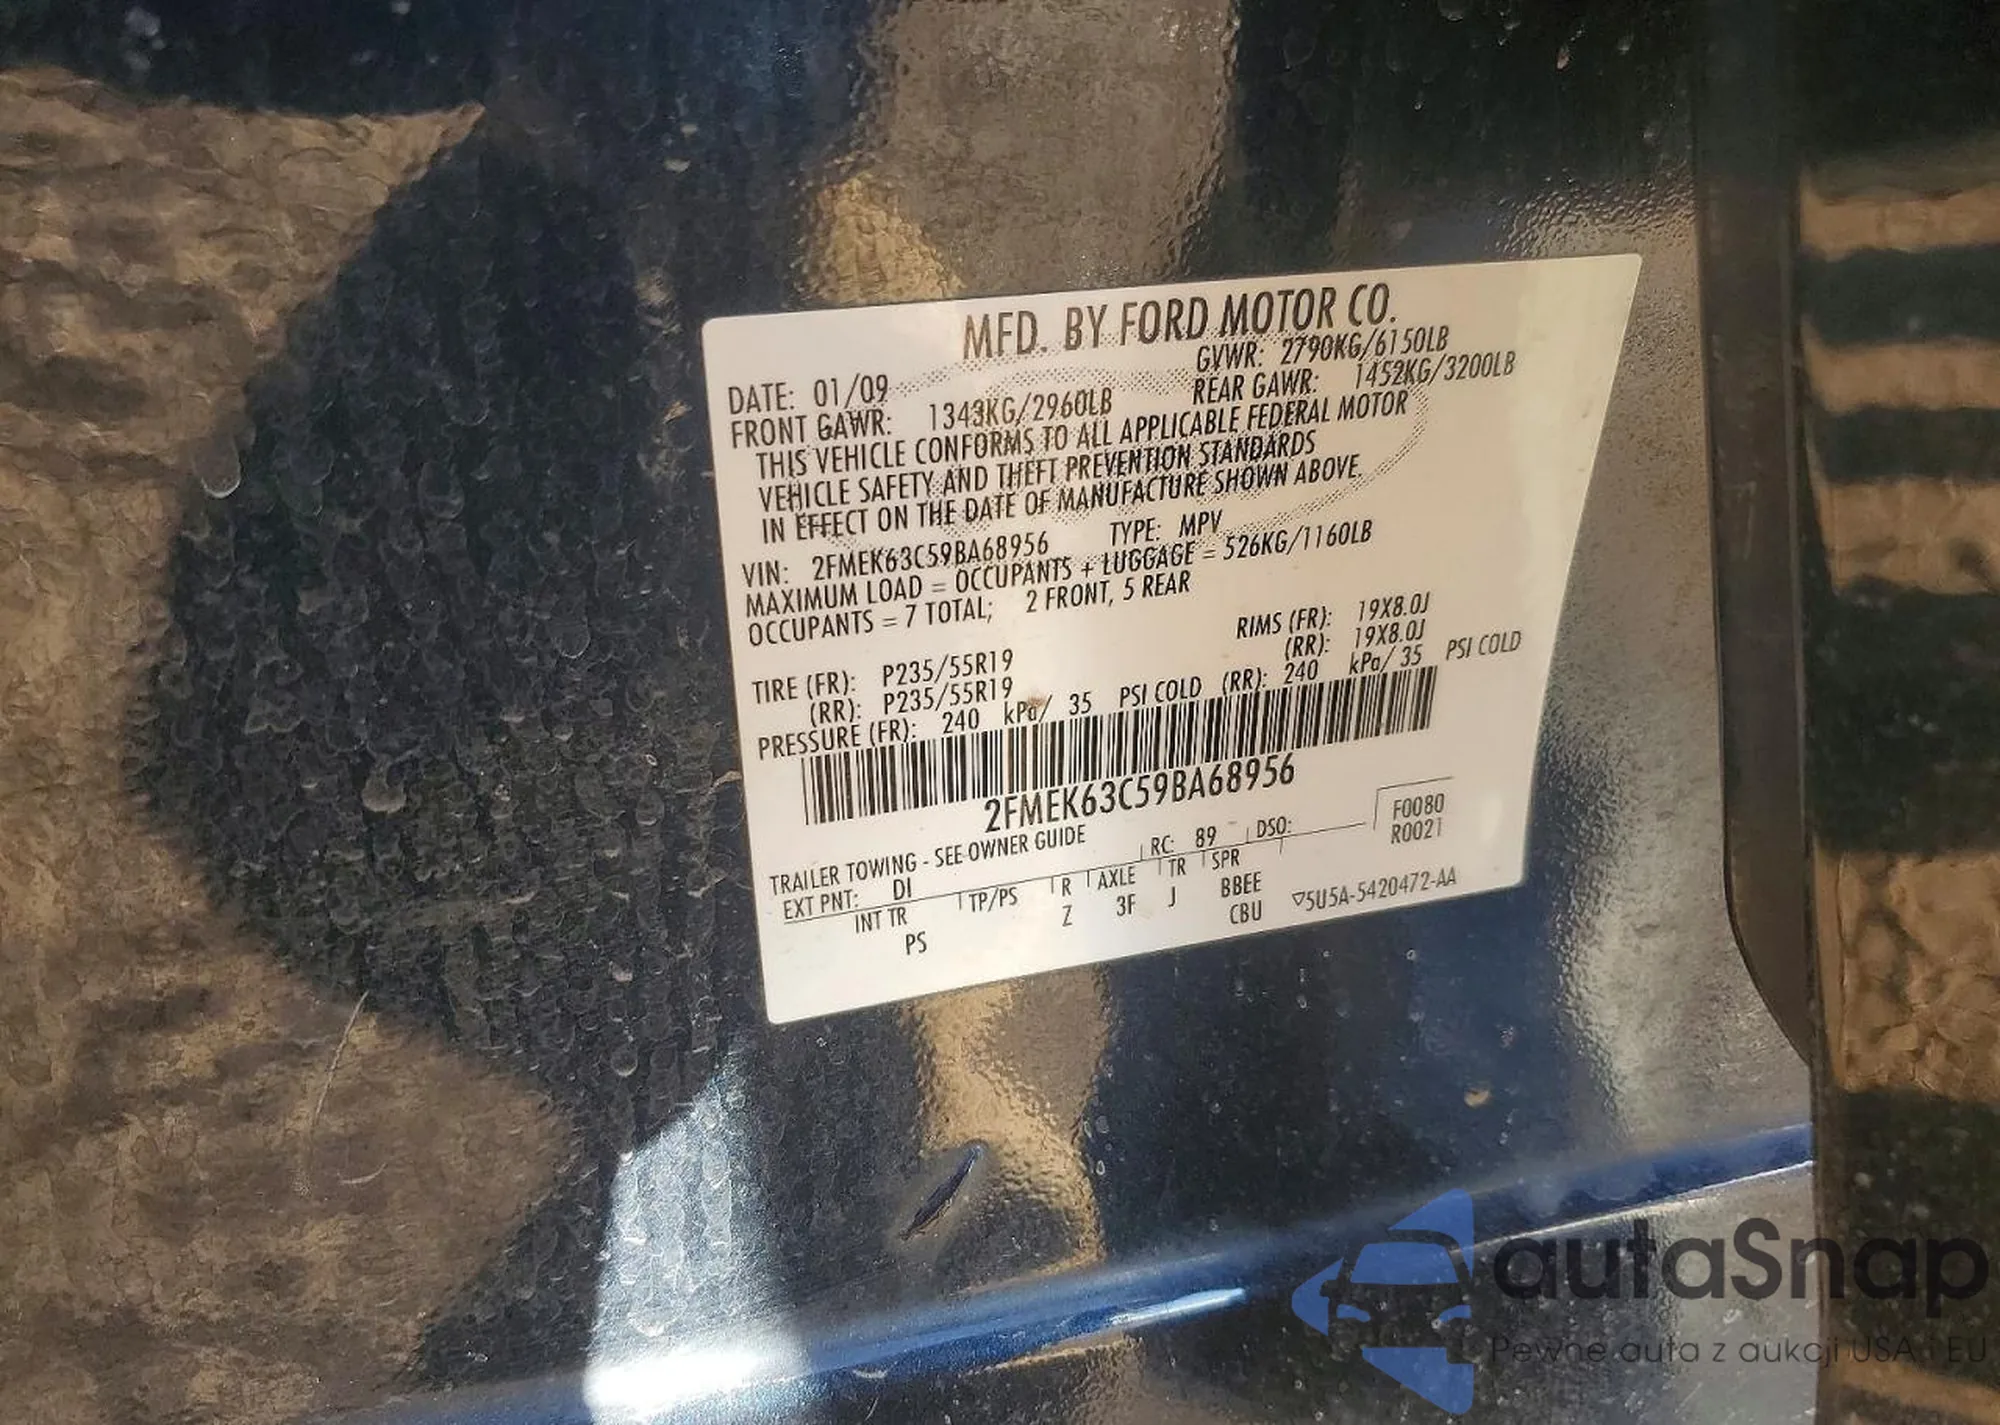 MFD. BY FORD MOTOR CO.
DATE: 01/09 GVWR: 2790KG/6150LB
FRONT GAWR: 1343KG/2960LB REAR GAWR: 1452KG/3200LB
THIS VEHICLE CONFORMS TO ALL APPLICABLE FEDERAL MOTOR
VEHICLE SAFETY AND THEFT PREVENTION STANDARDS
IN EFFECT ON THE DATE OF MANUFACTURE SHOWN ABOVE.
VIN: 2FMEK63C59BA68956 TYPE: MPV
MAXIMUM LOAD = OCCUPANTS + LUGGAGE = 526KG/1160LB
OCCUPANTS = 7 TOTAL; 2 FRONT, 5 REAR
TIRE (FR): P235/55R19 RIMS (FR): 19X8.0J
(RR): P235/55R19 (RR): 19X8.0J
PRESSURE (FR): 240 kPa/ 35 PSI COLD (RR): 240 kPa/ 35 PSI COLD
2FMEK63C59BA68956
F0080
R0021
TRAILER TOWING - SEE OWNER GUIDE
EXT PNT: DI RC: 89 DSO:
INT TR TP/PS R AXLE TR SPR
PS Z 3F J BBEE
CBU ▽5U5A-5420472-AA
autaSnap
Pewne auta z aukcji USA i EU